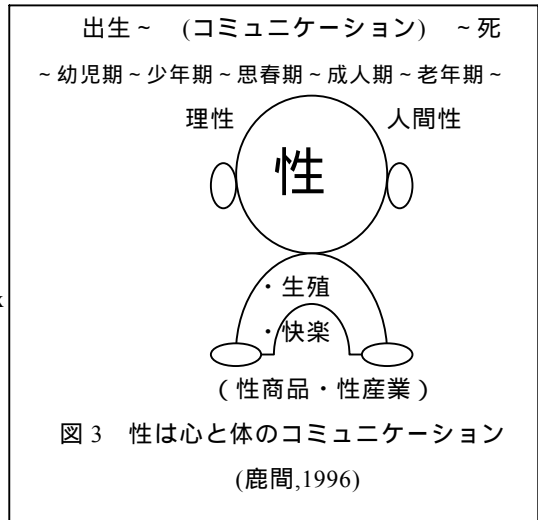 出生~ (コミュニケーション) ~死
~幼児期~少年期~思春期~成人期~老年期~
理性 人間性
性
・生殖
・快楽
(性商品・性産業)
図3 性は心と体のコミュニケーション
(鹿間,1996)